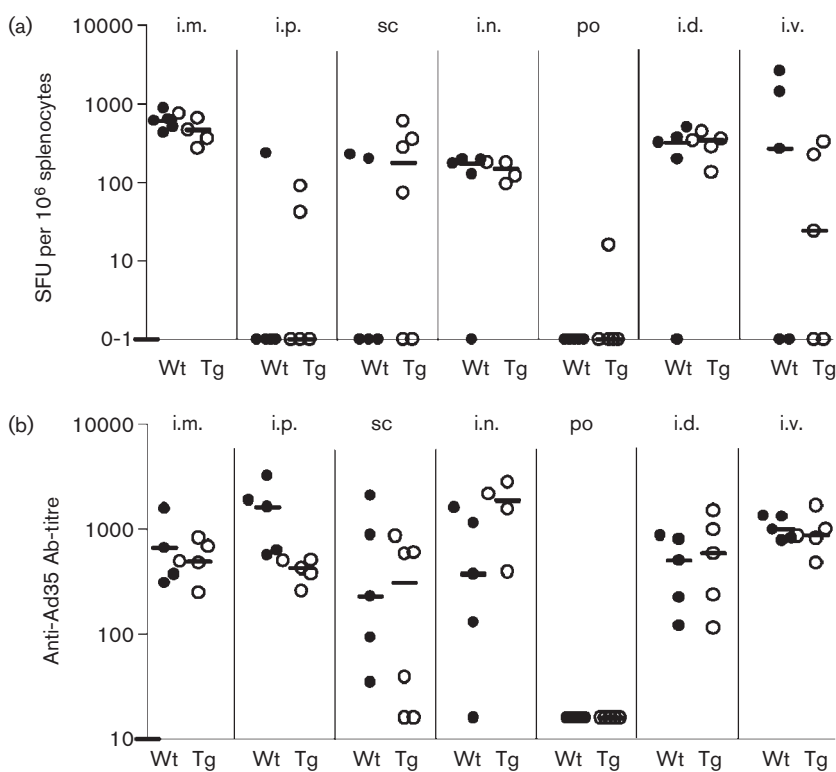 (a)
i.m. i.p. sc i.n. po i.d. i.v.
10000
1000
100
10
0-1
SFU per 10⁶ splenocytes
Wt Tg Wt Tg Wt Tg Wt Tg Wt Tg Wt Tg Wt Tg
(b)
i.m. i.p. sc i.n. po i.d. i.v.
10000
1000
100
10
Anti-Ad35 Ab-titre
Wt Tg Wt Tg Wt Tg Wt Tg Wt Tg Wt Tg Wt Tg